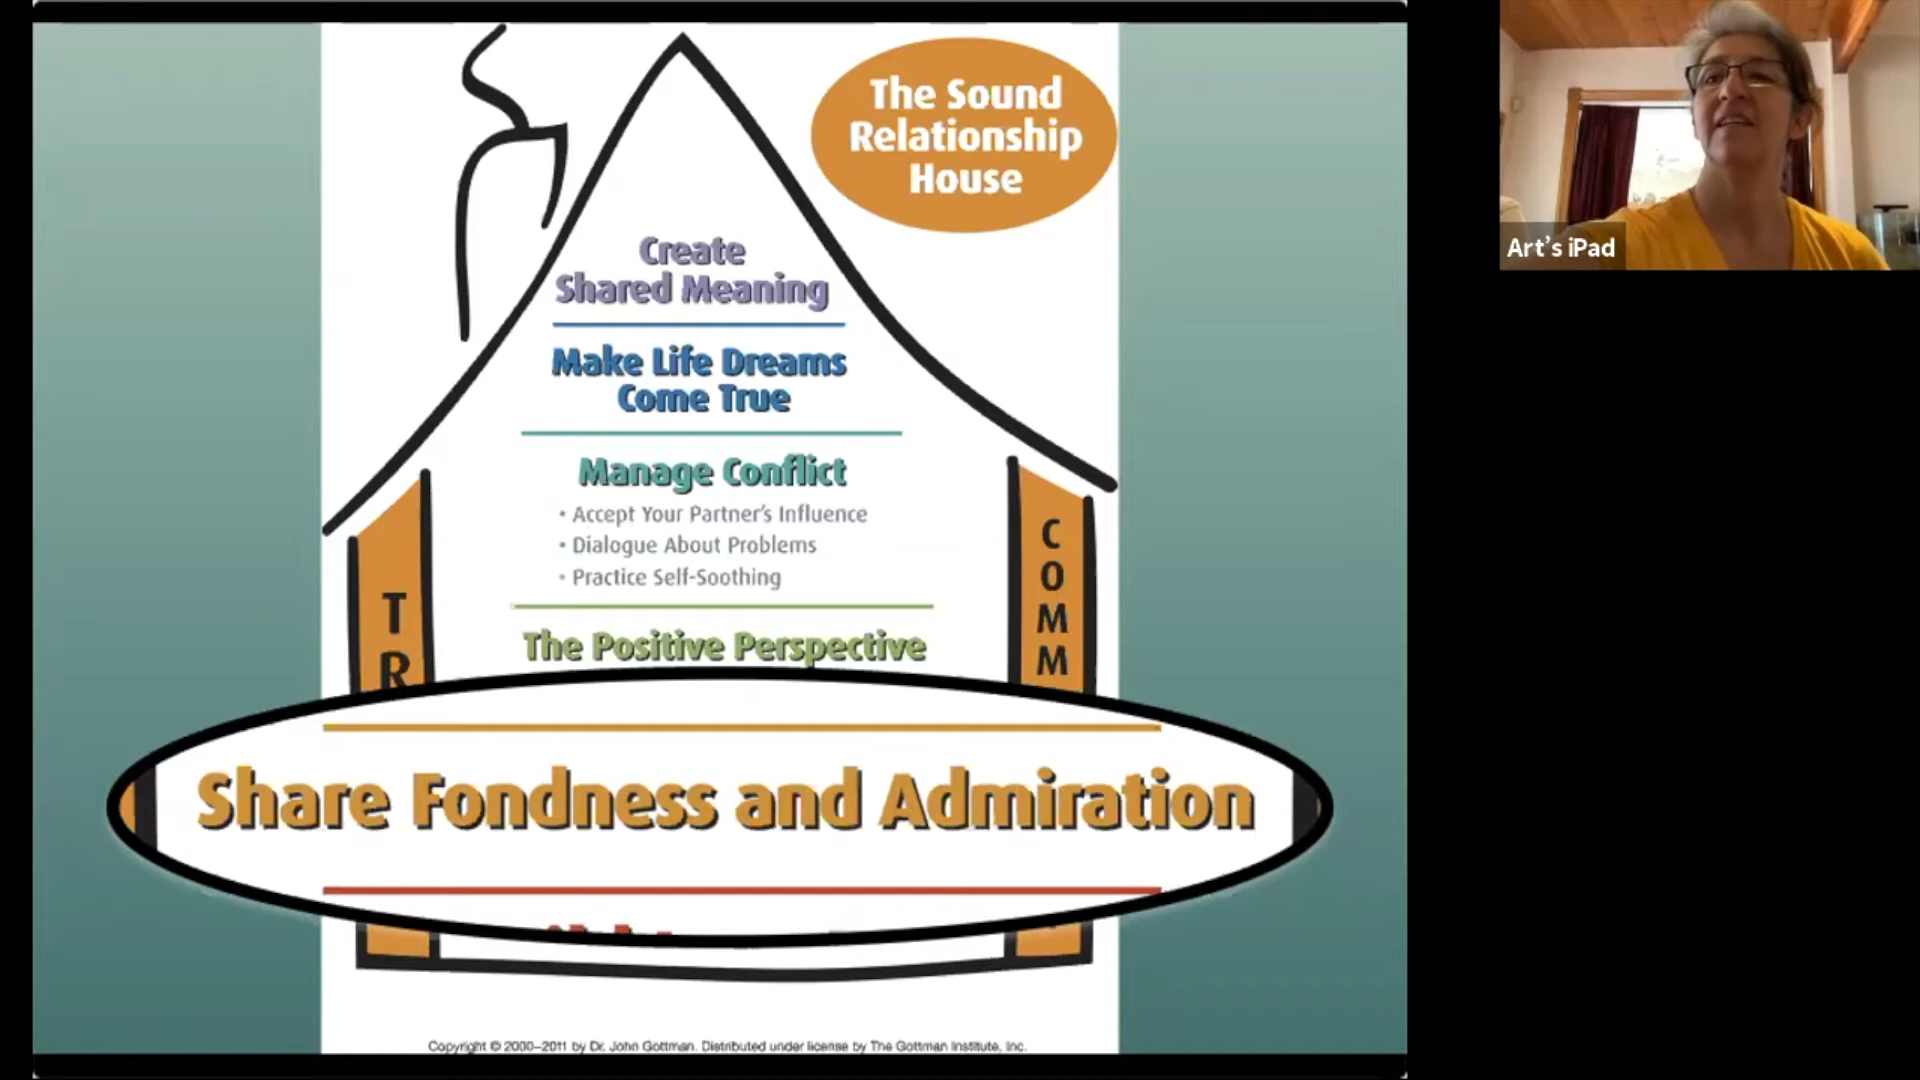 The Sound
Relationship
House
Create
Shared Meaning
Make Life Dreams
Come True
Manage Conflict
• Accept Your Partner's Influence
• Dialogue About Problems
• Practice Self-Soothing
The Positive Perspective
T
R
C
O
M
M
Share Fondness and Admiration
Copyright © 2000–2011 by Dr. John Gottman. Distributed under license by The Gottman Institute, Inc.
Art's iPad